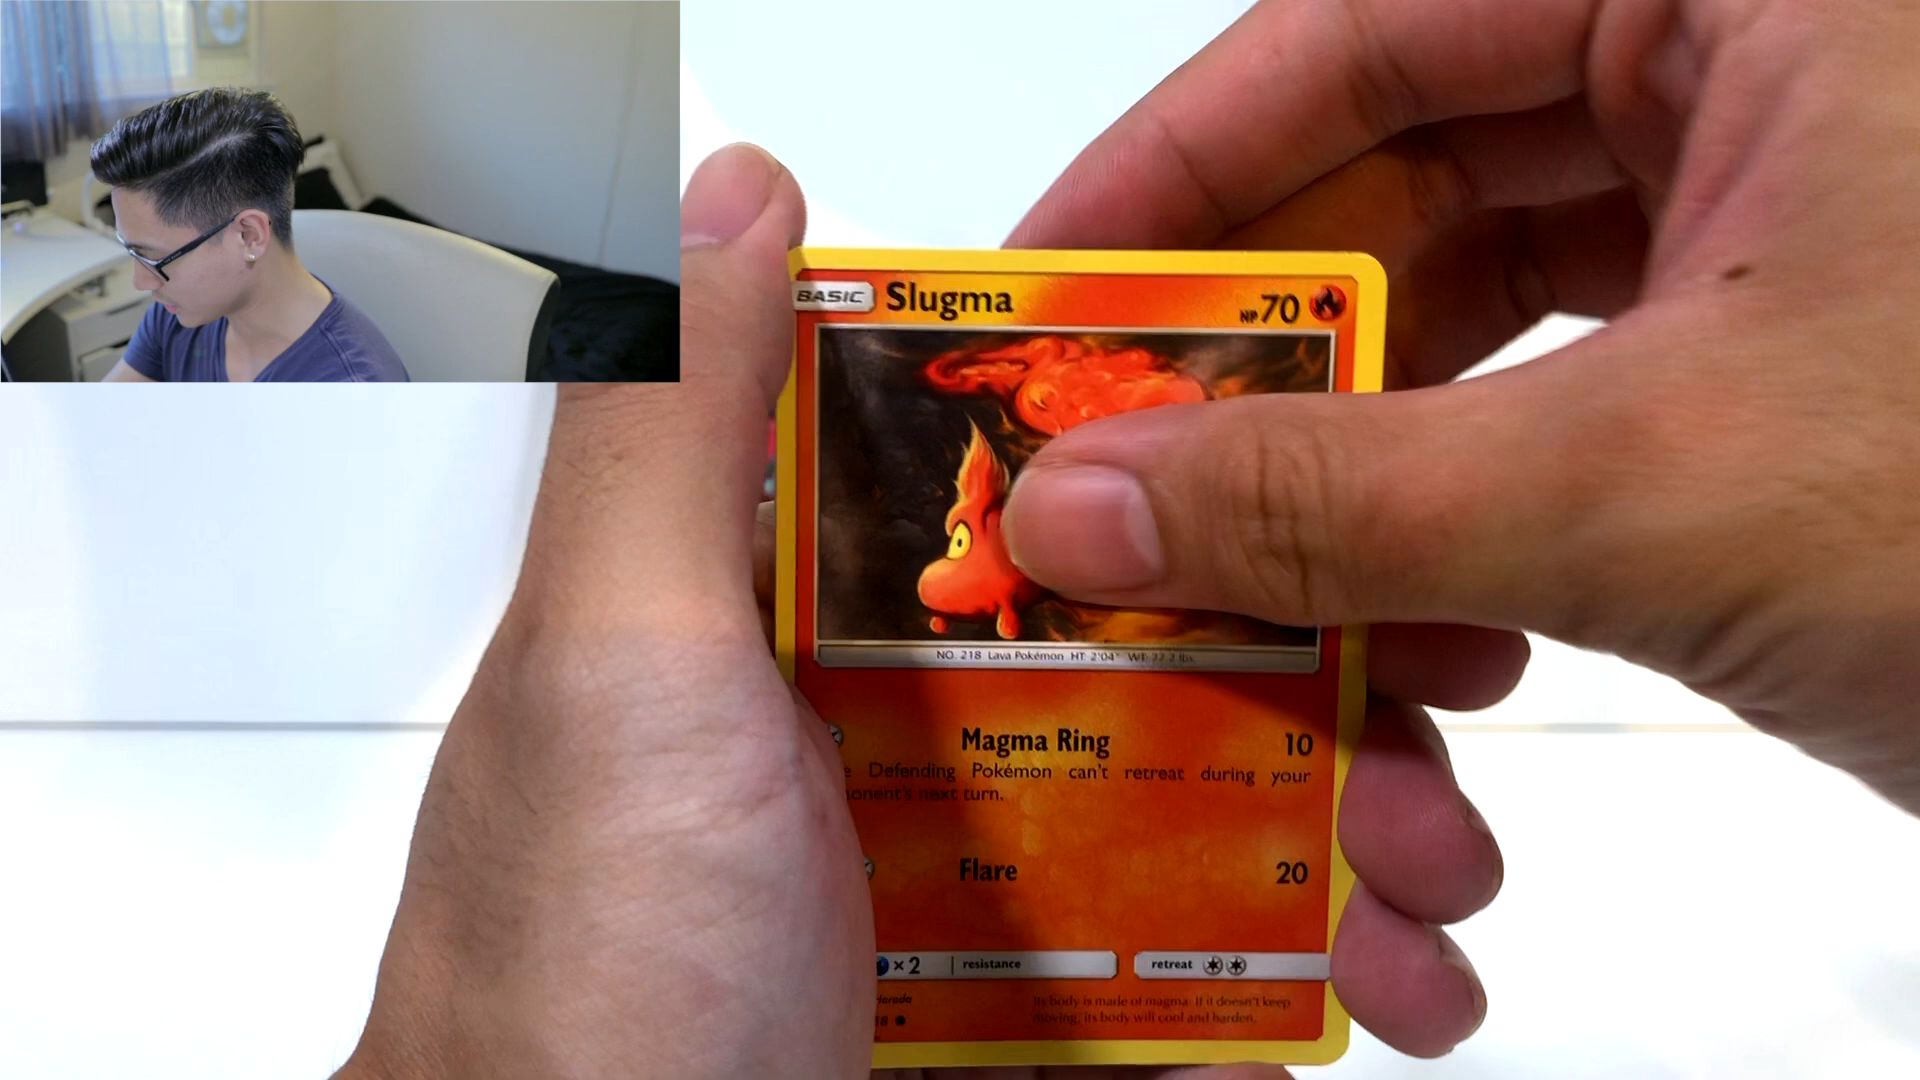 BASIC Slugma HP 70
NO. 218 Lava Pokémon HT: 2'04" WT: 77.2 lbs.
Magma Ring 10
Defending Pokémon can't retreat during your
next turn.
Flare 20
×2 resistance retreat
Its body is made of magma. If it doesn't keep
moving, its body will cool and harden.